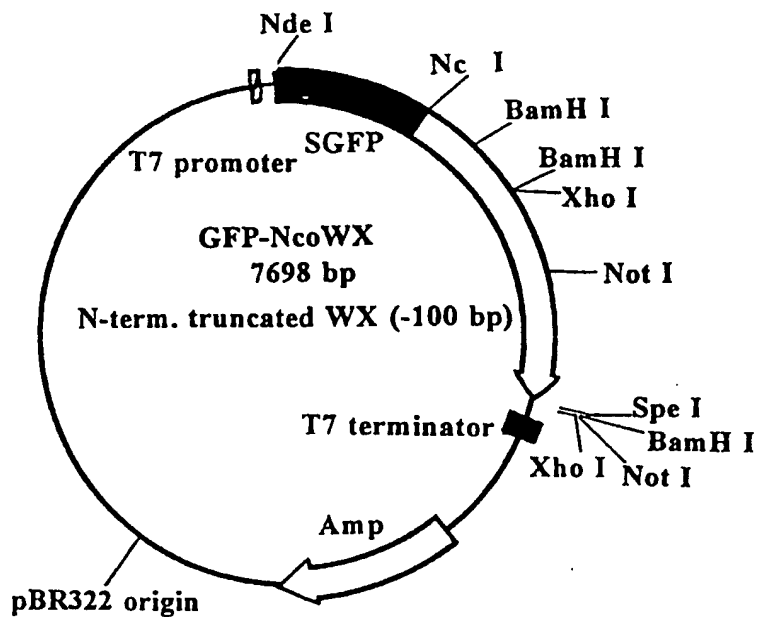 Nde I
Nc I
BamH I
BamH I
Xho I
SGFP
T7 promoter
GFP-NcoWX
7698 bp
Not I
N-term. truncated WX (-100 bp)
Spe I
T7 terminator
BamH I
Xho I
Not I
Amp
pBR322 origin